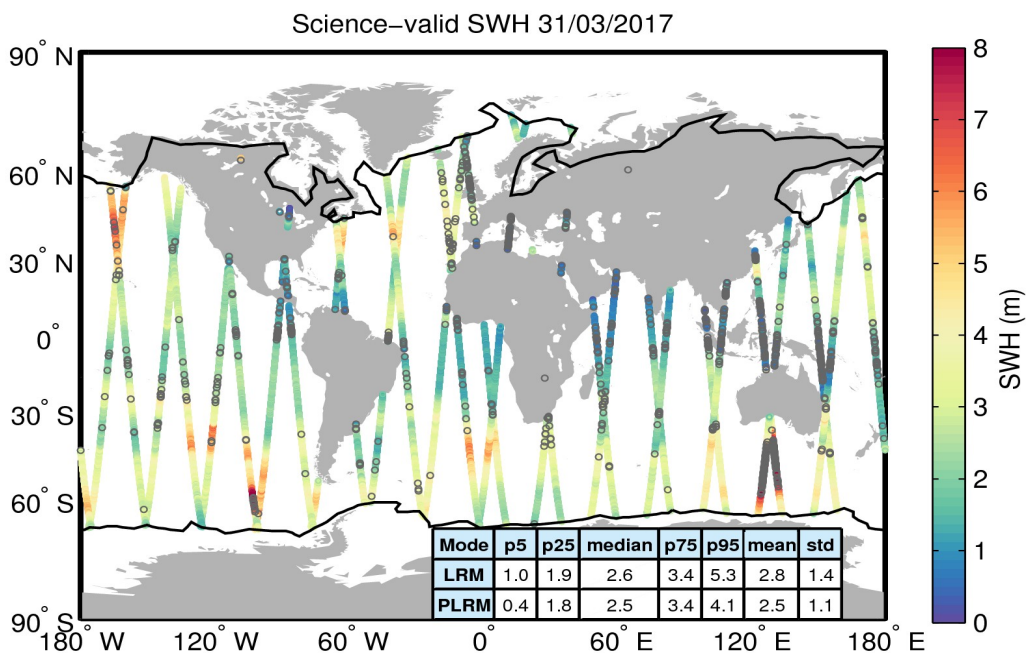 Science−valid SWH 31/03/2017
90° N
60° N
30° N
0°
30° S
60° S
90° S
180° W
120° W
60° W
0°
60° E
120° E
180° E
8
7
6
5
4
3
2
1
0
SWH (m)
Mode p5 p25 median p75 p95 mean std
LRM 1.0 1.9 2.6 3.4 5.3 2.8 1.4
PLRM 0.4 1.8 2.5 3.4 4.1 2.5 1.1